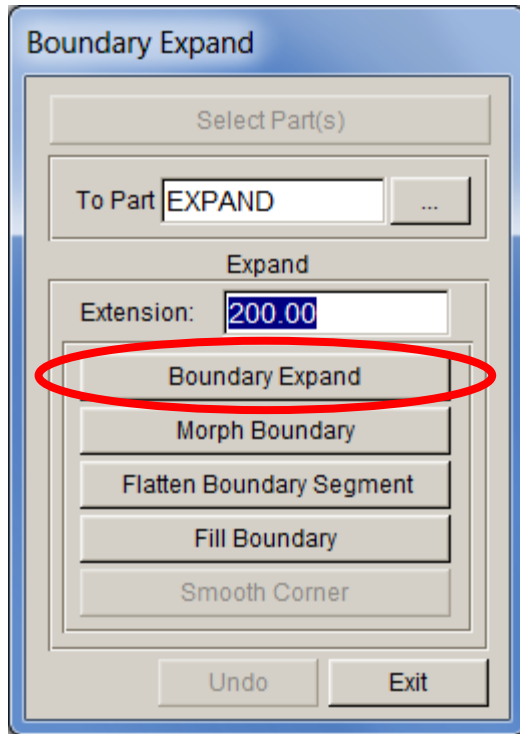 Boundary Expand
Select Part(s)
To Part EXPAND ...
Expand
Extension: 200.00
Boundary Expand
Morph Boundary
Flatten Boundary Segment
Fill Boundary
Smooth Corner
Undo Exit